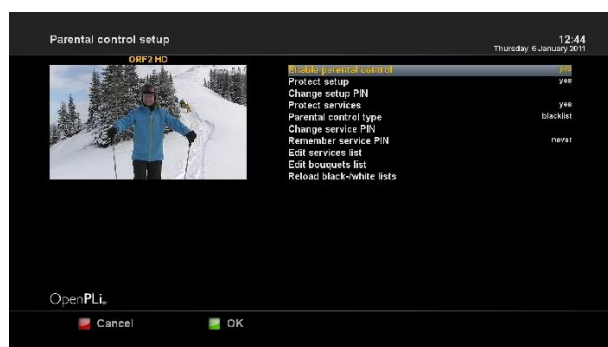 Parental control setup
12:44
Thursday 6 January 2011
ORF2 HD
Enable parental control yes
Protect setup yes
Change setup PIN
Protect services yes
Parental control type blacklist
Change service PIN
Remember service PIN never
Edit services list
Edit bouquets list
Reload black-/white lists
OpenPLi®
Cancel OK